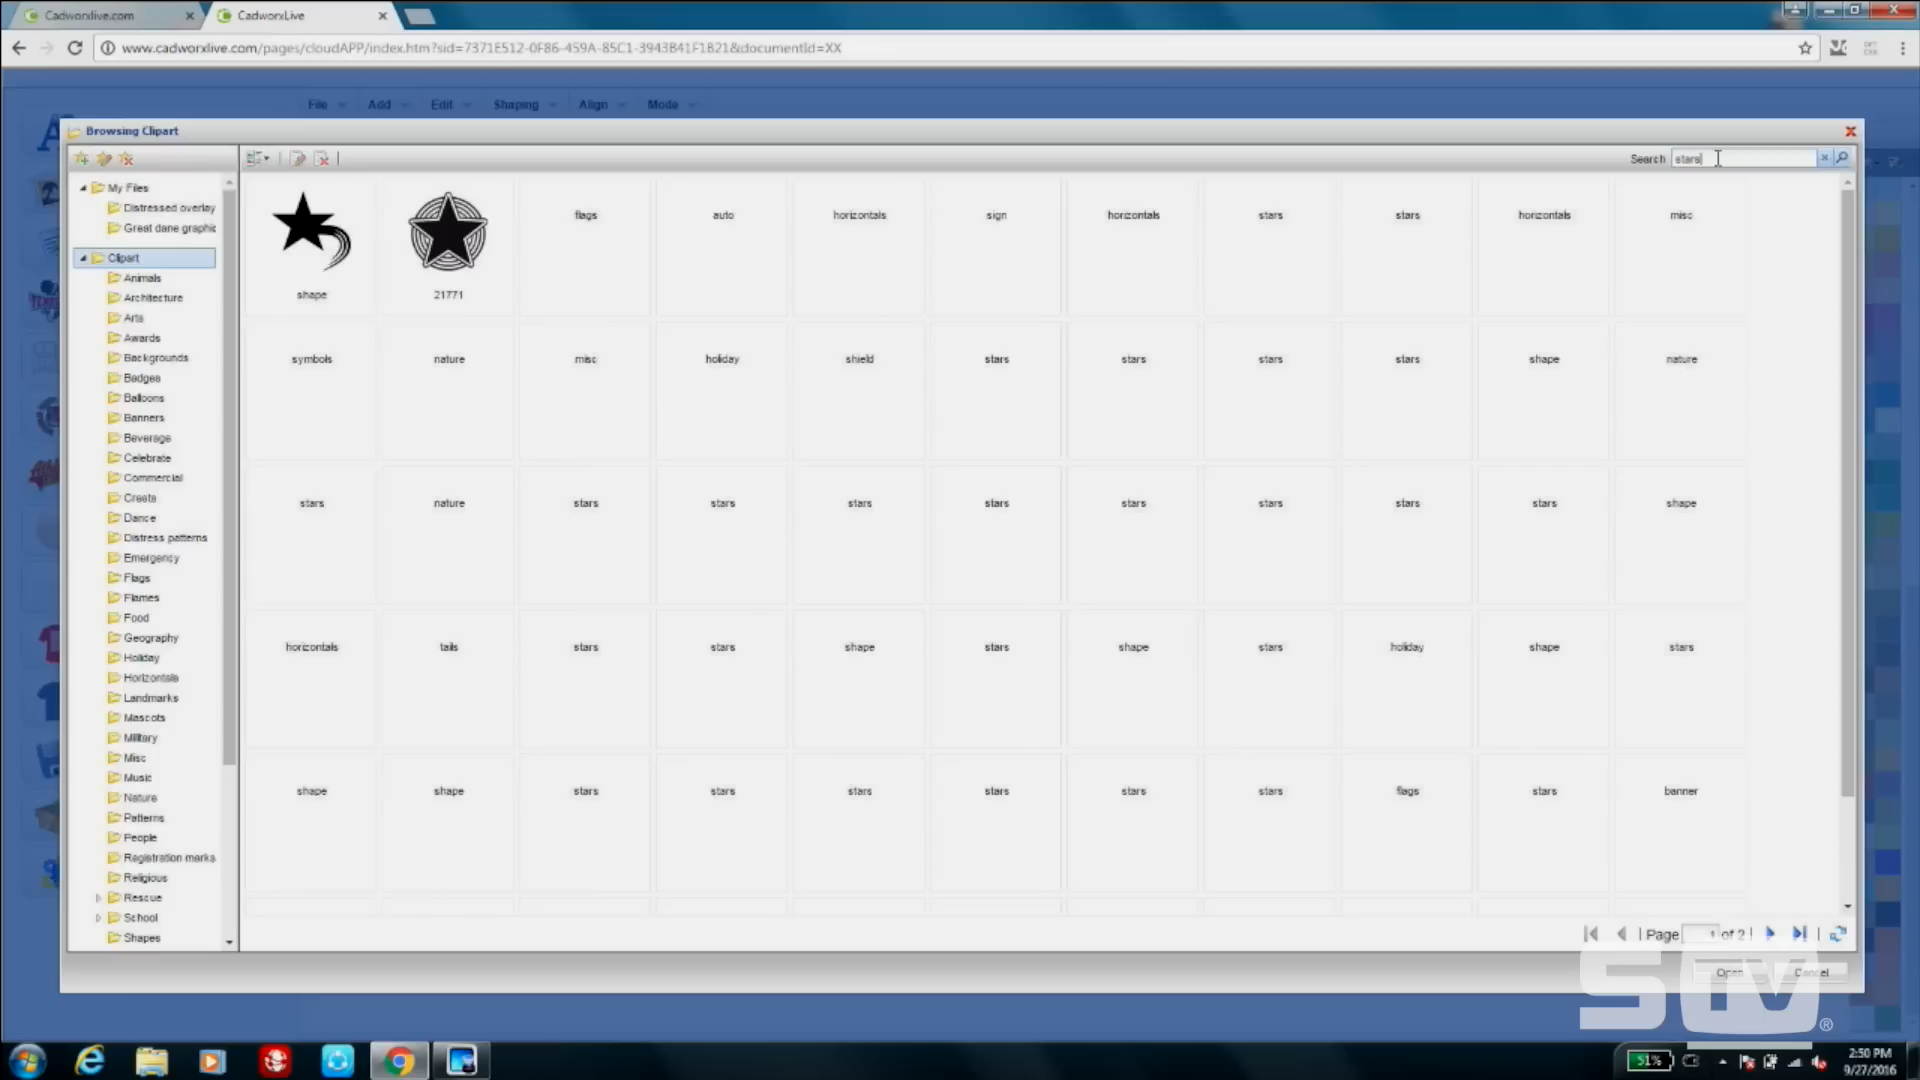 Cadworxlive.com
CadworxLive
www.cadworxlive.com/pages/cloudAPP/index.htm?sid=7371E512-0F86-459A-85C1-3943B41F1B21&documentId=XX
File Add Edit Shaping Align Mode
Browsing Clipart
Search stars
My Files
Distressed overlay
Great dane graphic
Clipart
Animals
Architecture
Arts
Awards
Backgrounds
Badges
Balloons
Banners
Beverage
Celebrate
Commercial
Create
Dance
Distress patterns
Emergency
Flags
Flames
Food
Geography
Holiday
Horizontals
Landmarks
Mascots
Military
Misc
Music
Nature
Patterns
People
Registration marks
Religious
Rescue
School
Shapes
shape 21771 flags auto horizontals sign horizontals stars stars horizontals misc
symbols nature misc holiday shield stars stars stars stars shape nature
stars nature stars stars stars stars stars stars stars stars shape
horizontals tails stars stars shape stars shape stars holiday shape stars
shape shape stars stars stars stars stars stars flags stars banner
Page 1 of 2
Open Cancel
STV®
51%
2:50 PM
9/27/2016